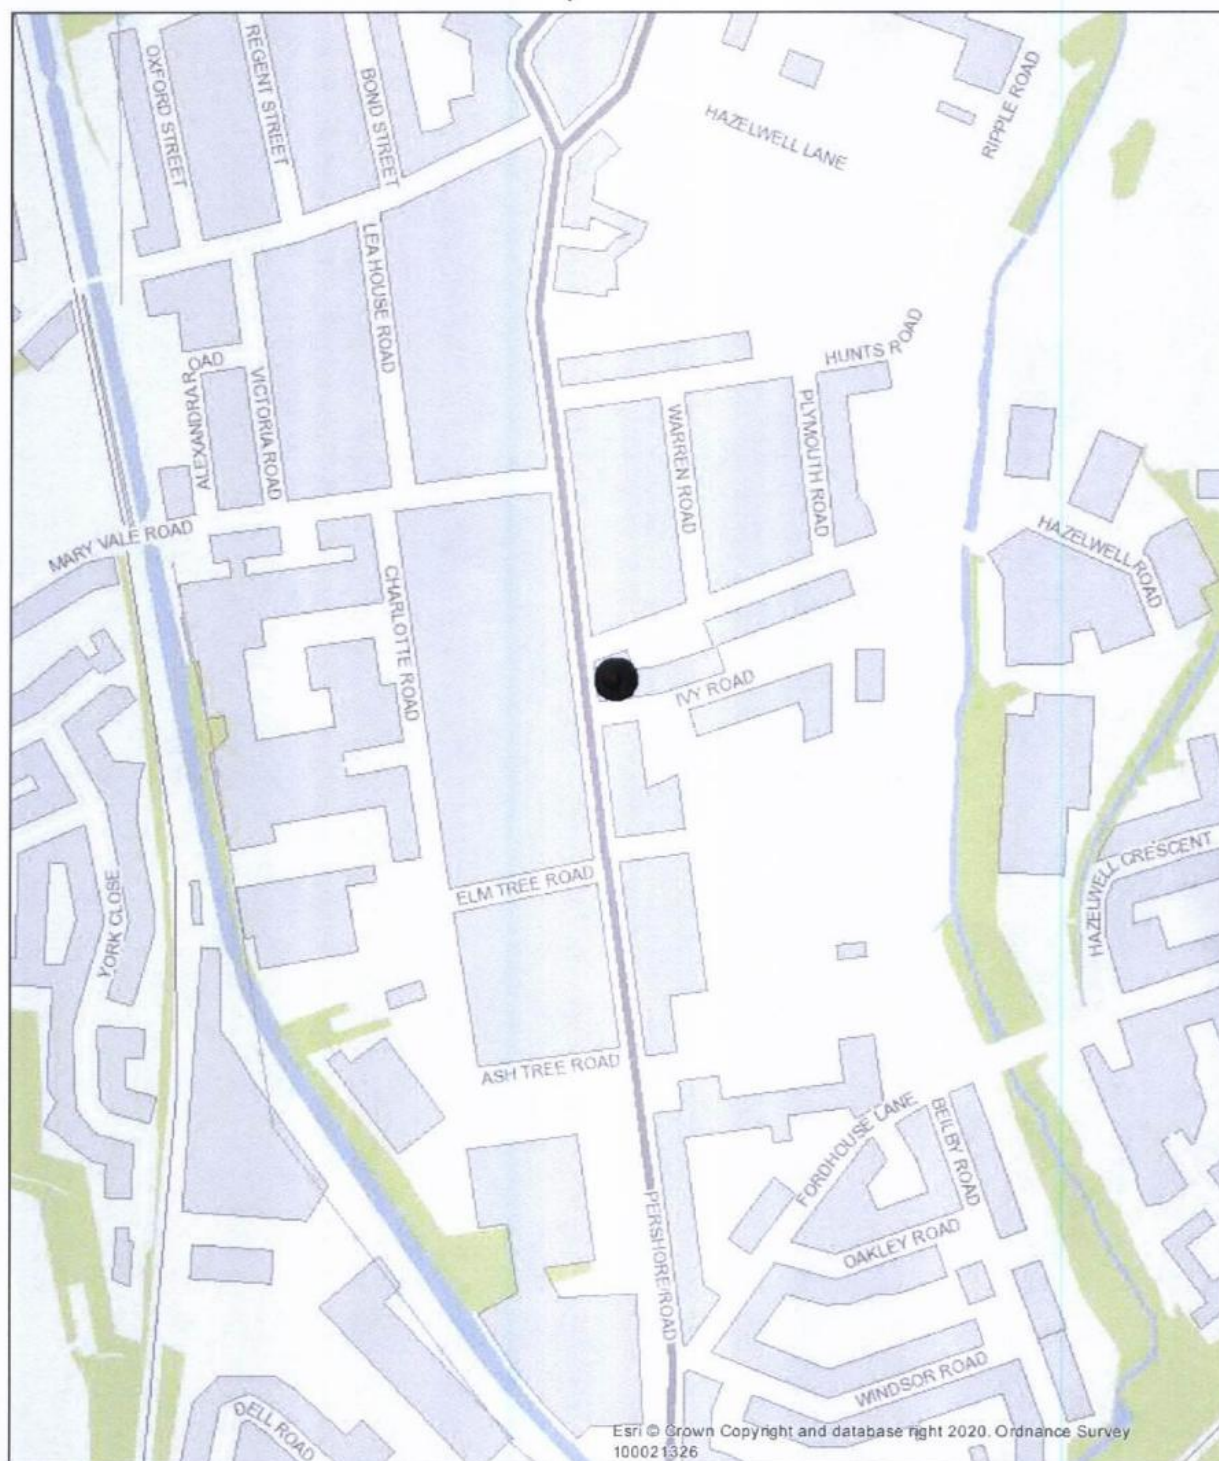 OXFORD STREET
REGENT STREET
BOND STREET
HAZELWELL LANE
RIPPLE ROAD
LEA HOUSE ROAD
HUNTS ROAD
ALEXANDRA ROAD
VICTORIA ROAD
WARREN ROAD
PLYMOUTH ROAD
MARY VALE ROAD
HAZELWELL ROAD
CHARLOTTE ROAD
IVY ROAD
ELM TREE ROAD
YORK CLOSE
HAZELWELL CRESCENT
ASH TREE ROAD
FORDHOUSE LANE
BEILBY ROAD
OAKLEY ROAD
PERSHORE ROAD
WINDSOR ROAD
DELL ROAD
Esri © Crown Copyright and database right 2020. Ordnance Survey
100021326